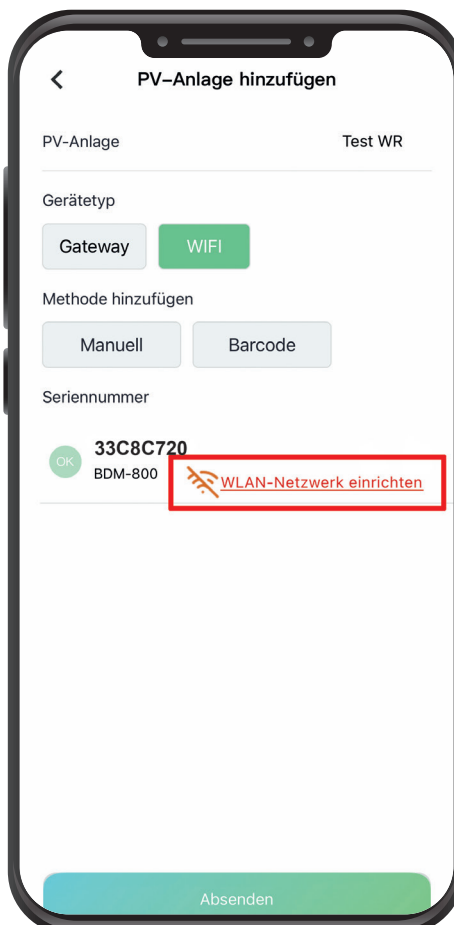 PV-Anlage hinzufügen
PV-Anlage Test WR
Gerätetyp
Gateway WIFI
Methode hinzufügen
Manuell Barcode
Seriennummer
OK 33C8C720
BDM-800 WLAN-Netzwerk einrichten
Absenden